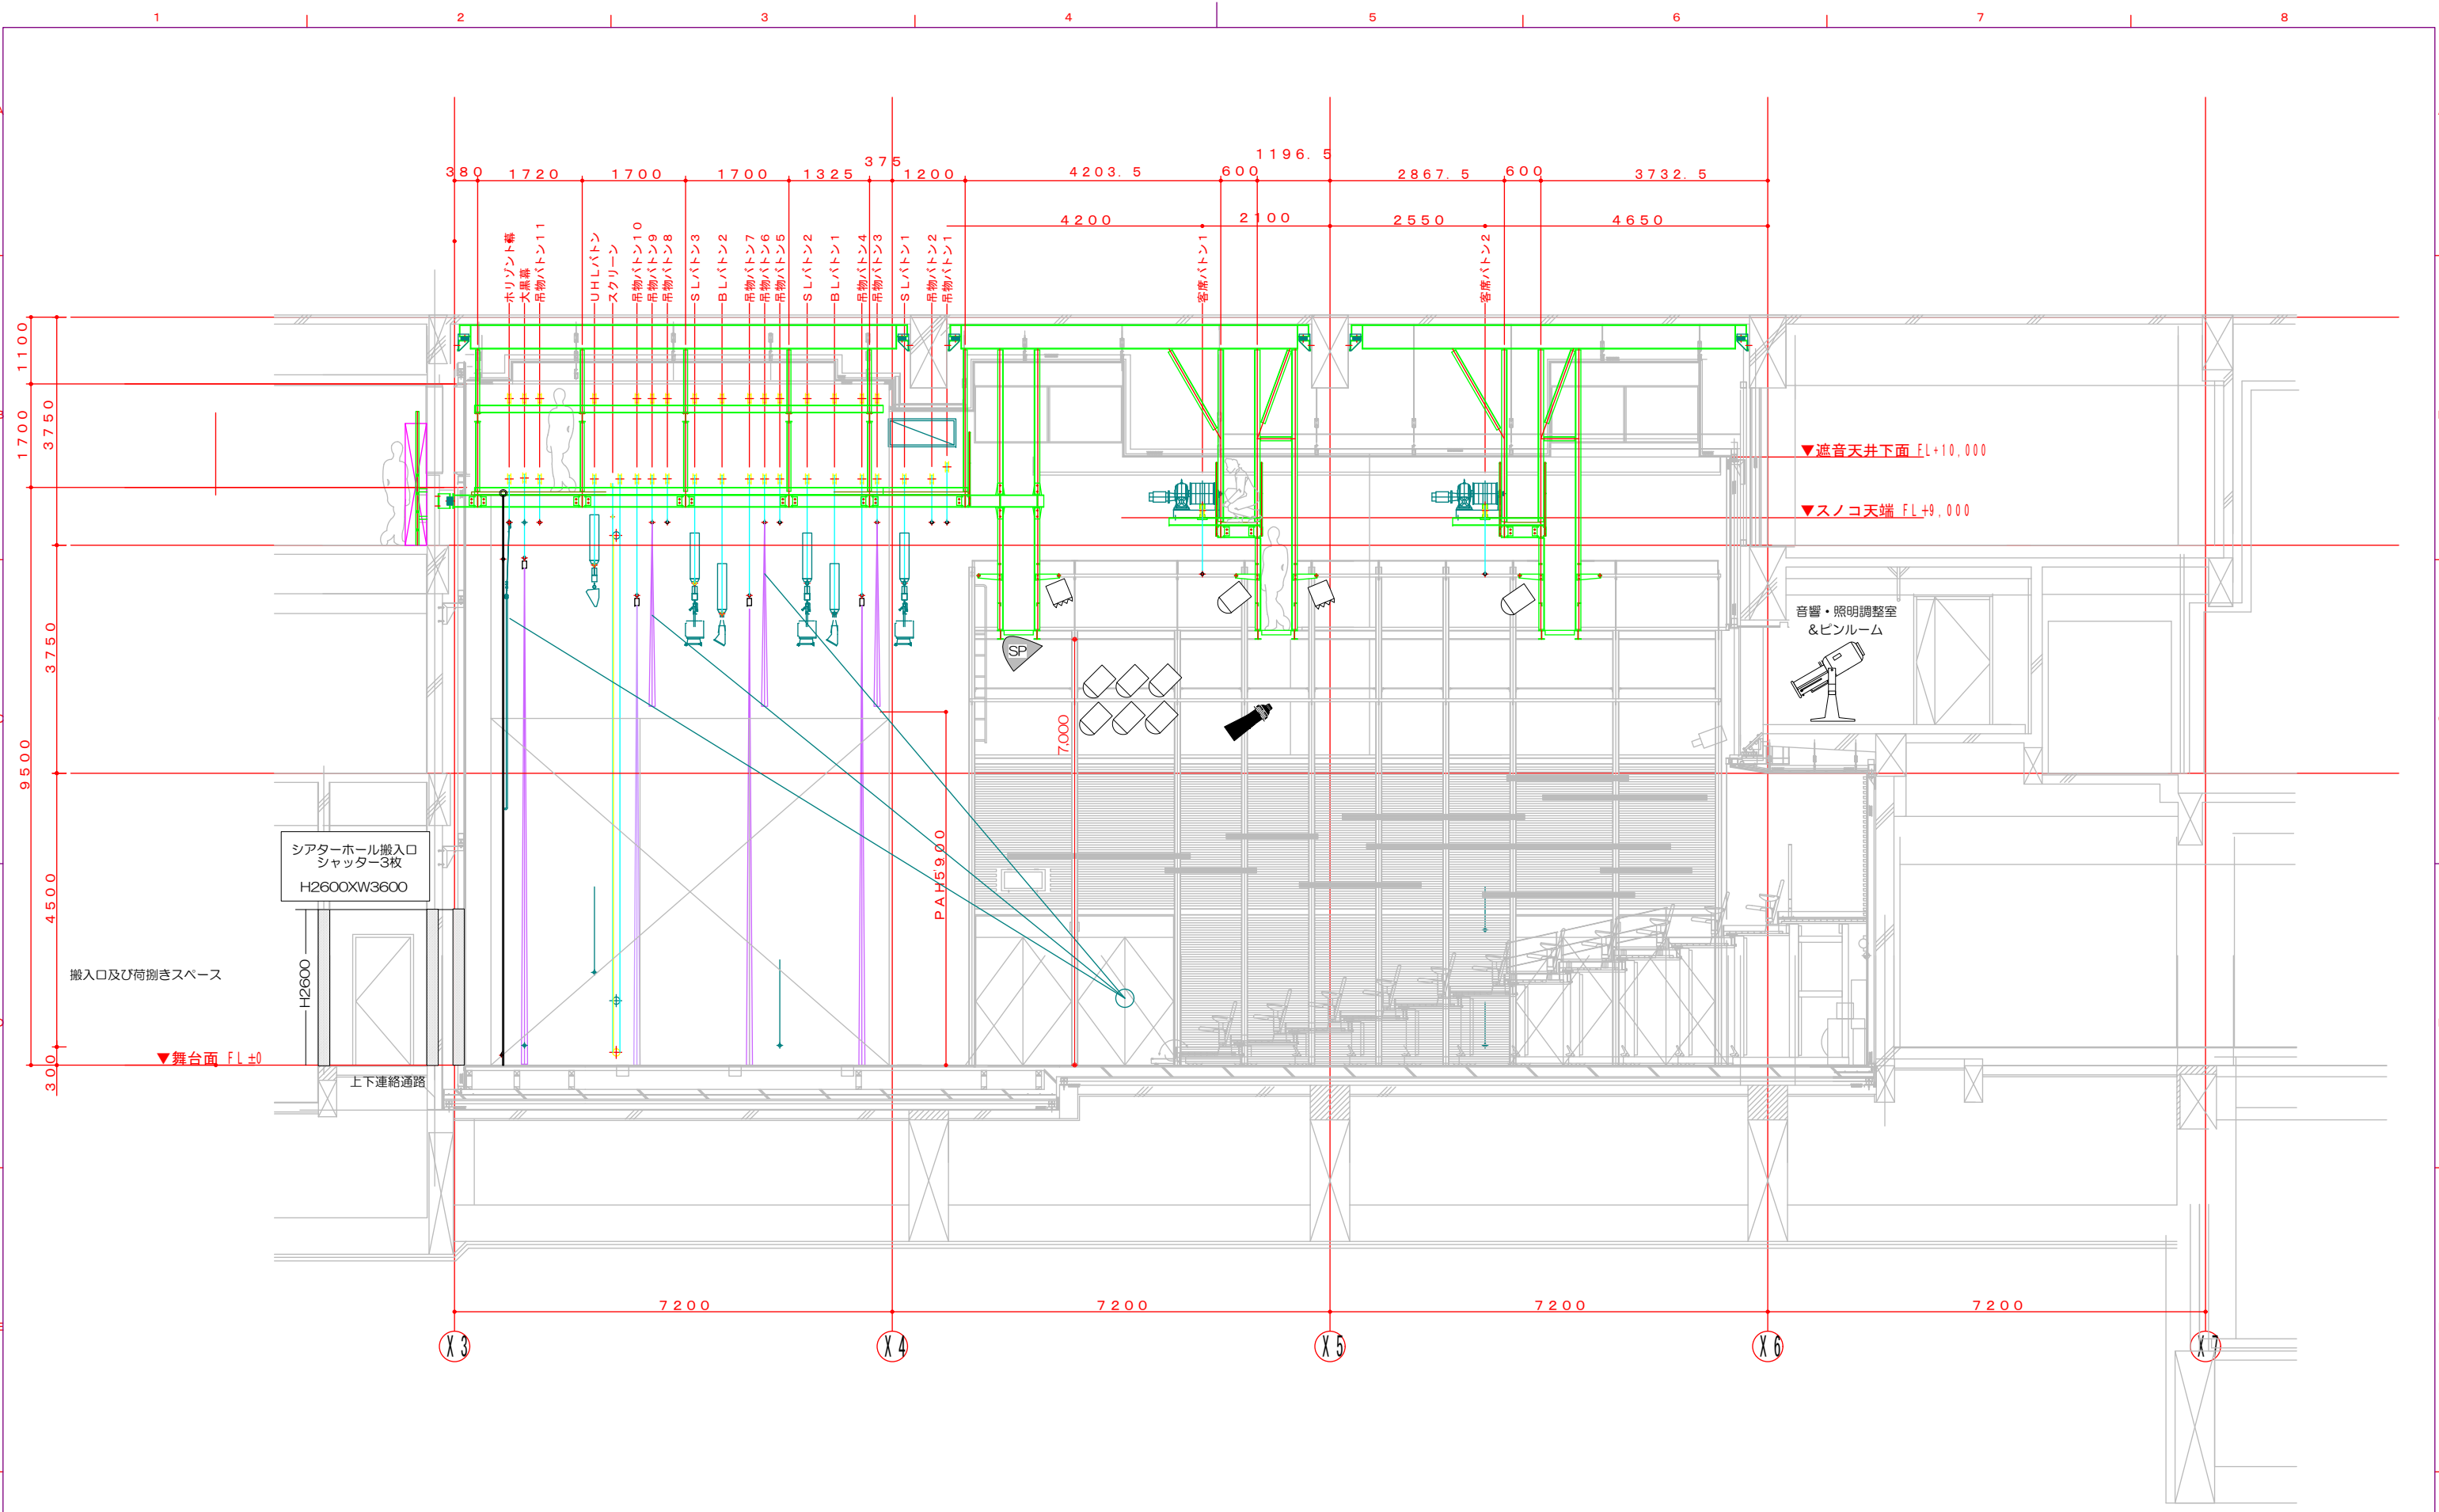 1 2 3 4 5 6 7 8
1196.5
375
380 1720 1700 1700 1325 1200 4203.5 600 2867.5 600 3732.5
4200 2100 2550 4650
ホリゾント幕
大黒幕
吊物バトン11
UHLバトン
スクリーン
吊物バトン10
吊物バトン9
吊物バトン8
SLバトン3
BLバトン2
吊物バトン7
吊物バトン6
吊物バトン5
SLバトン2
BLバトン1
吊物バトン4
吊物バトン3
SLバトン1
吊物バトン2
吊物バトン1
客席バトン1
客席バトン2
1100
1700
3750
3750
9500
4500
300
▼遮音天井下面 FL+10,000
▼スノコ天端 FL+9,000
音響・照明調整室
&ピンルーム
SP
7,000
PAH5'900
シアターホール搬入口
シャッター3枚
H2600XW3600
搬入口及び荷捌きスペース
H2600
▼舞台面 FL±0
上下連絡通路
7200 7200 7200 7200
X3 X4 X5 X6 X7